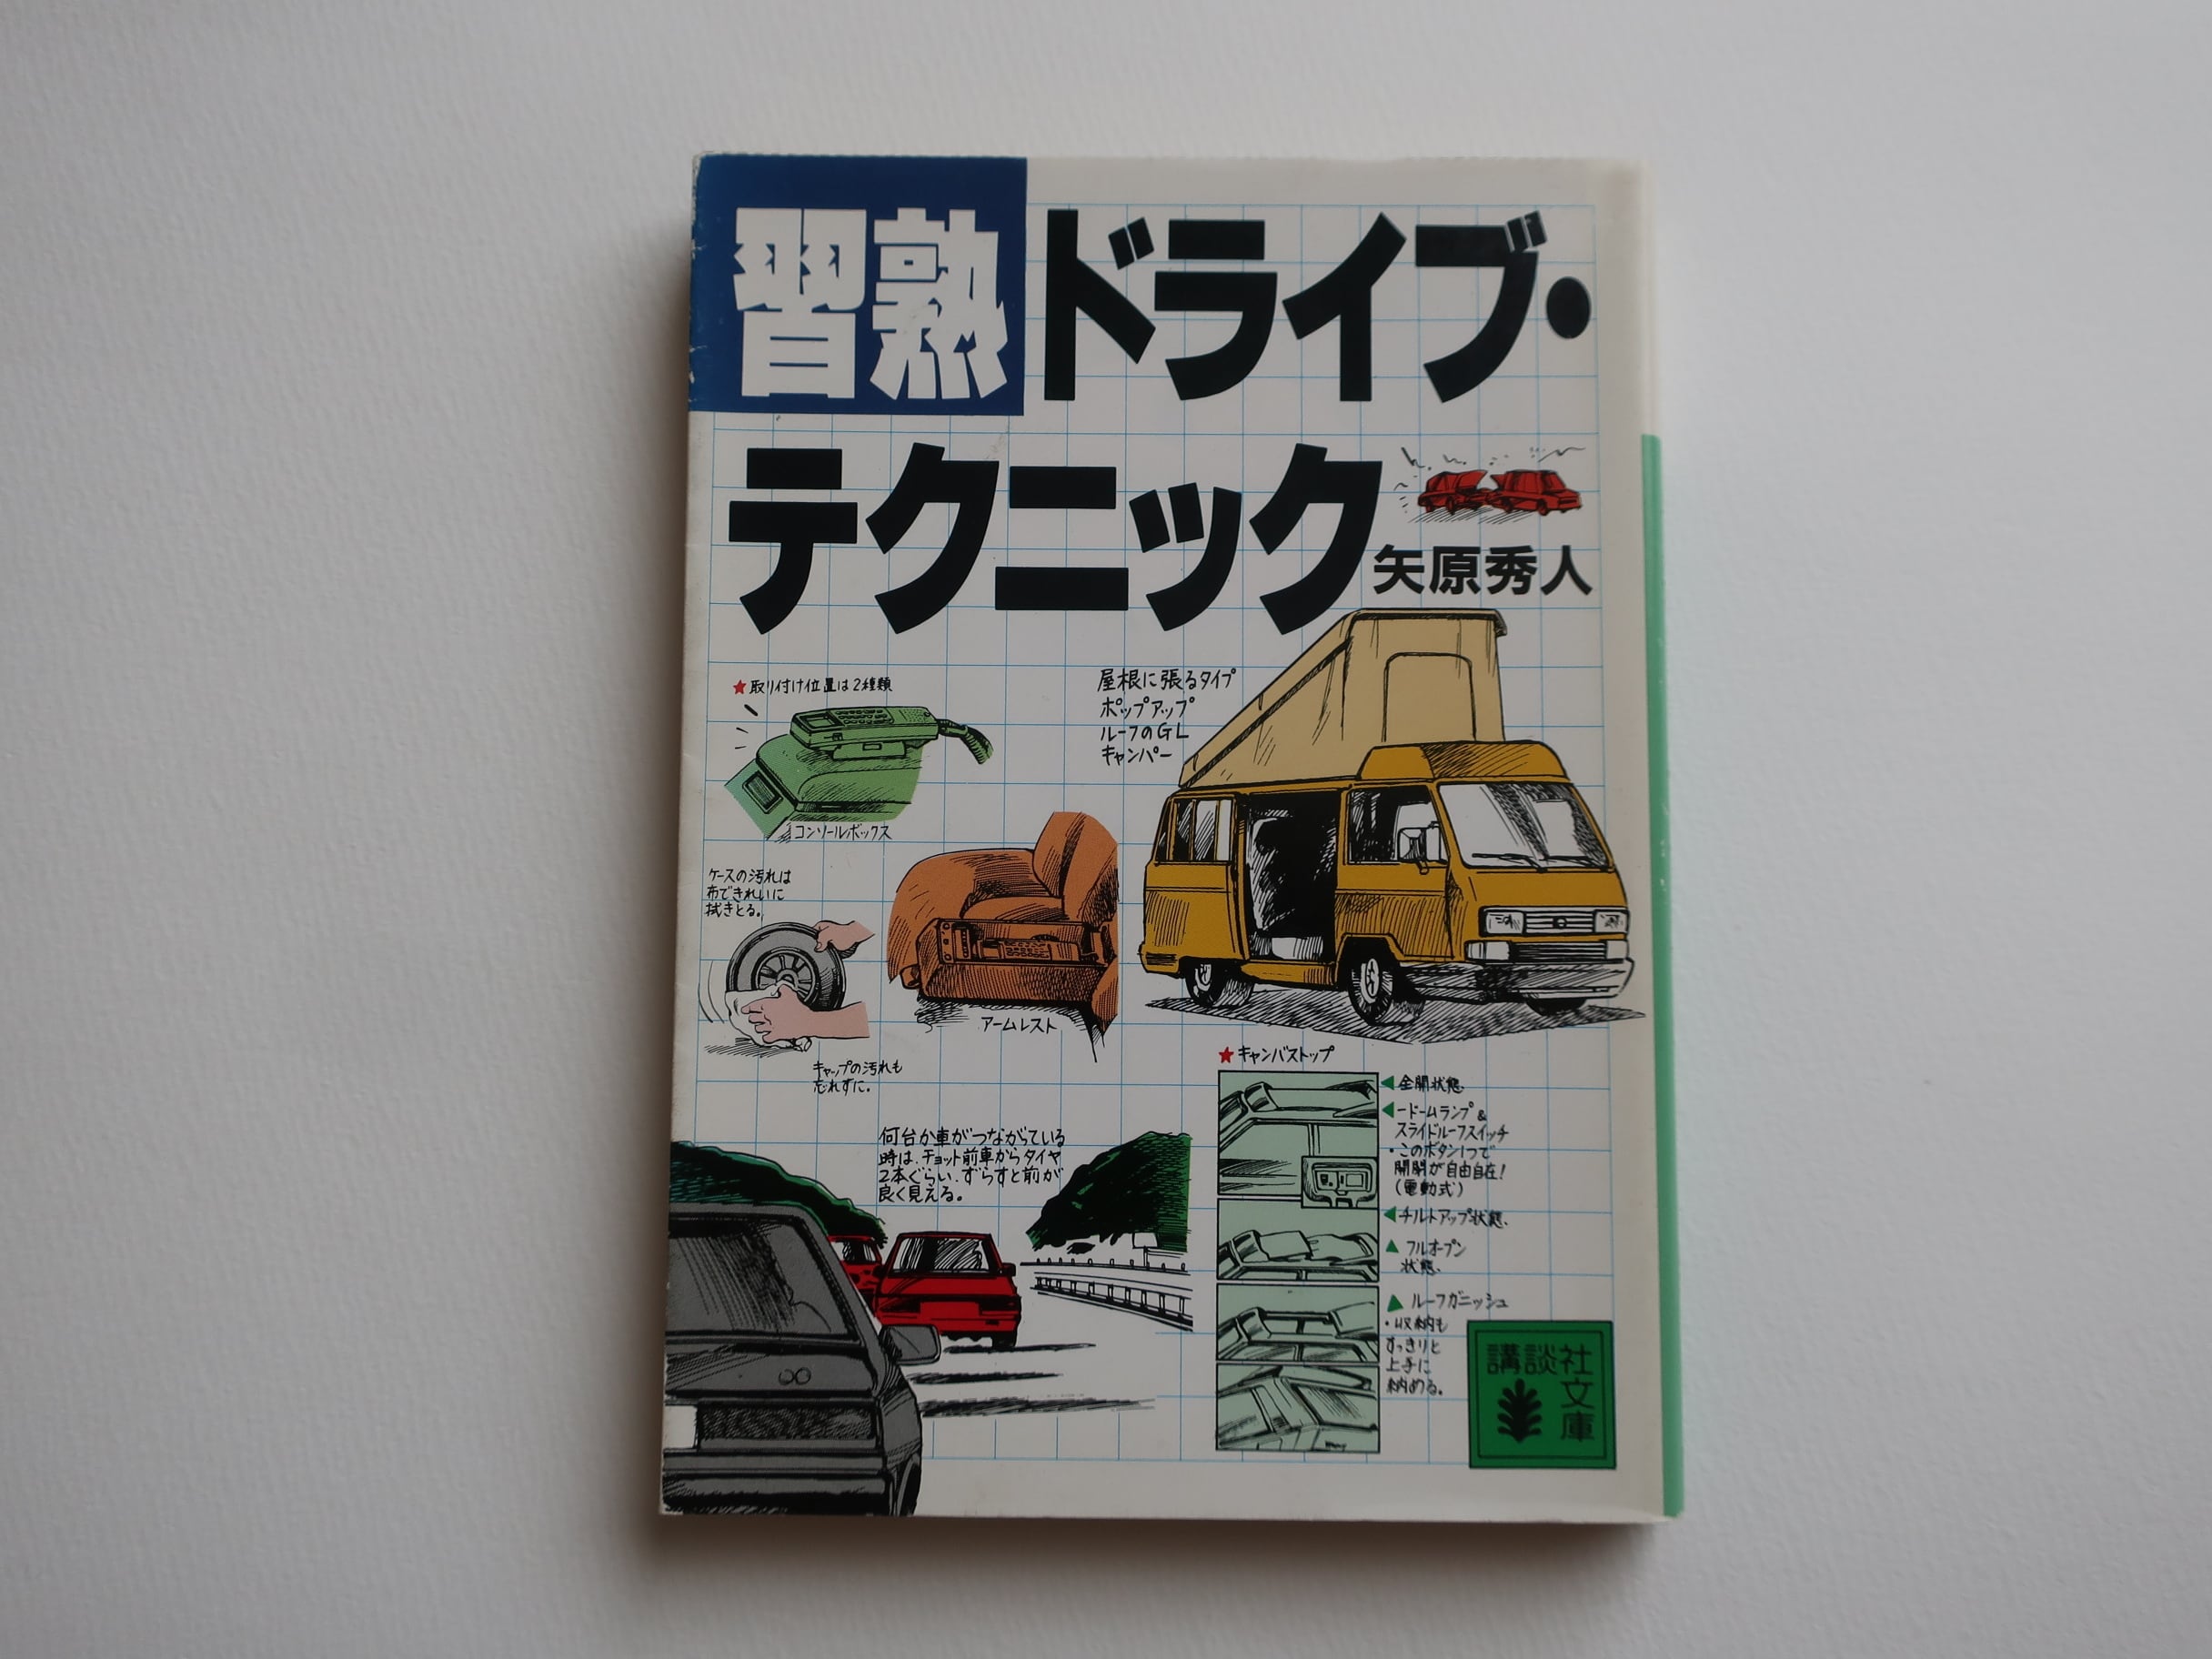 習熟ドライブ・
テクニック
矢原秀人
★取り付け位置は2種類
コンソールボックス
屋根に張るタイプ
ポップアップ
ルーフのGL
キャンパー
ケースの汚れは
布できれいに
拭きとる。
キャップの汚れも
忘れずに。
アームレスト
何台か車がつながっている
時は、チョット前車からタイヤ
2本ぐらい、ずらすと前が
良く見える。
★キャンバストップ
◀全開状態、
◀ードームランプ&
スライドルーフスイッチ
・このボタン1つで
開閉が自由自在!
(電動式)
◀チルトアップ状態、
▲フルオープン
状態、
▲ルーフガニッシュ
・収納も
すっきりと
上手に
納める。
講談社
文庫